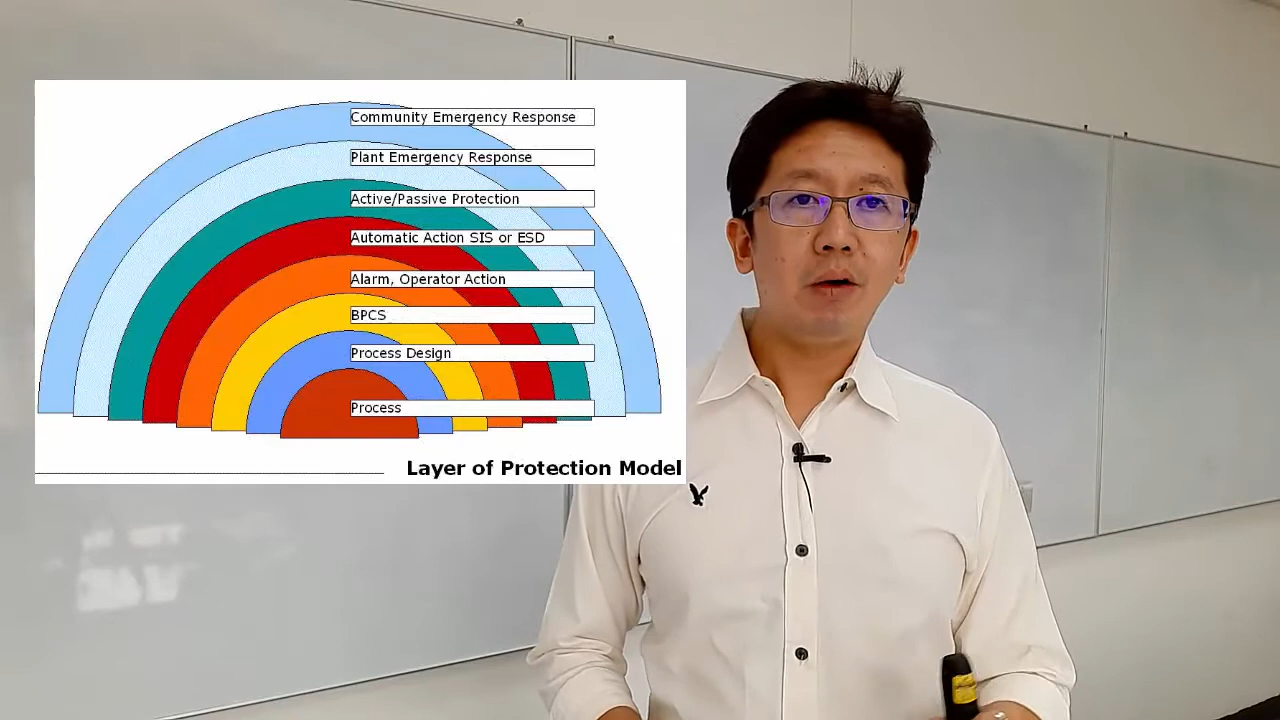 Community Emergency Response
Plant Emergency Response
Active/Passive Protection
Automatic Action SIS or ESD
Alarm, Operator Action
BPCS
Process Design
Process
Layer of Protection Model